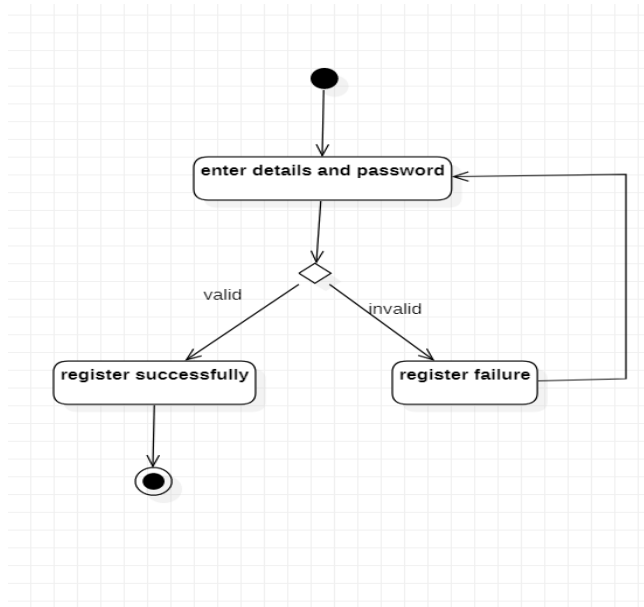 enter details and password
valid
invalid
register successfully
register failure